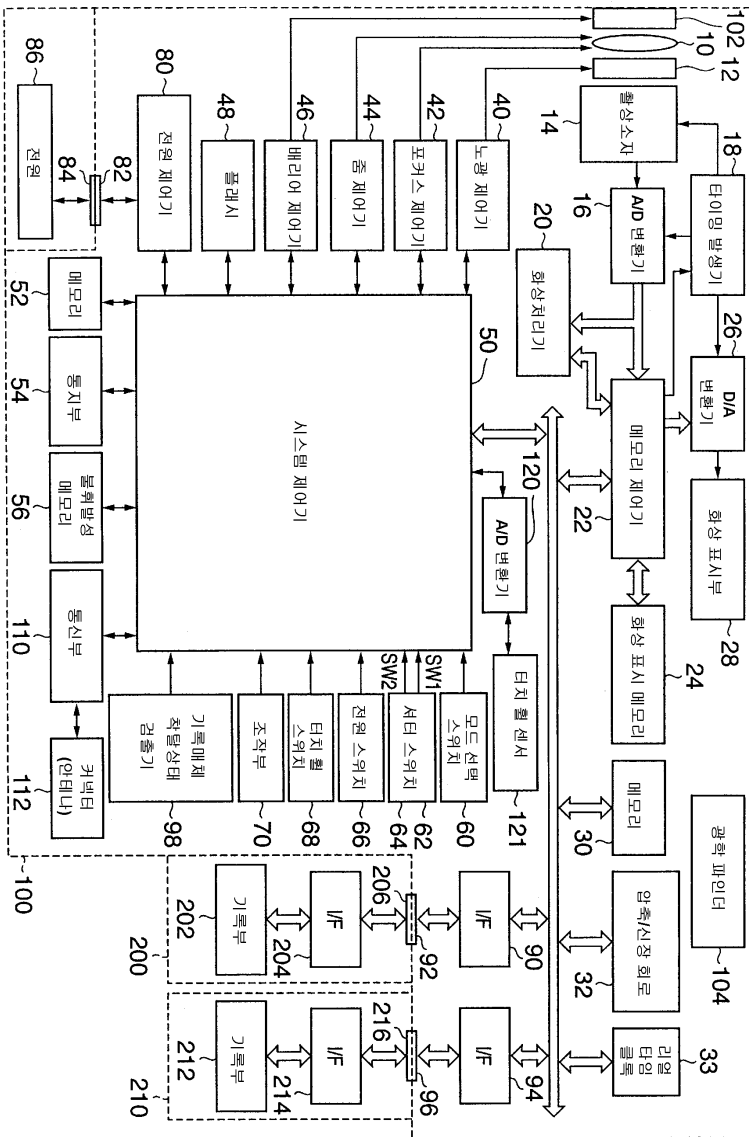 102
10
12
촬상소자
14
18
타이밍 발생기
A/D 변환기
16
20
화상처리기
26
D/A
변환기
메모리 제어기
22
화상 표시부
28
화상 표시 메모리
24
메모리
30
광학 파인더
104
압축/신장 회로
32
리얼
타임
클록
33
86
전원
84
82
80
전원 제어기
48
플래시
46
배리어 제어기
44
줌 제어기
42
포커스 제어기
40
노광 제어기
50
시스템 제어기
120
A/D 변환기
터치 휠 센서
121
메모리
52
통지부
54
불휘발성
메모리
56
통신부
110
커넥터
(안테나)
112
SW1
SW2
모드 선택
스위치
60
셔터 스위치
62
64
전원 스위치
66
터치 휠
스위치
68
조작부
70
기록매체
착탈상태
검출기
98
100
I/F
90
92
206
I/F
204
기록부
202
200
I/F
94
96
216
I/F
214
기록부
212
210